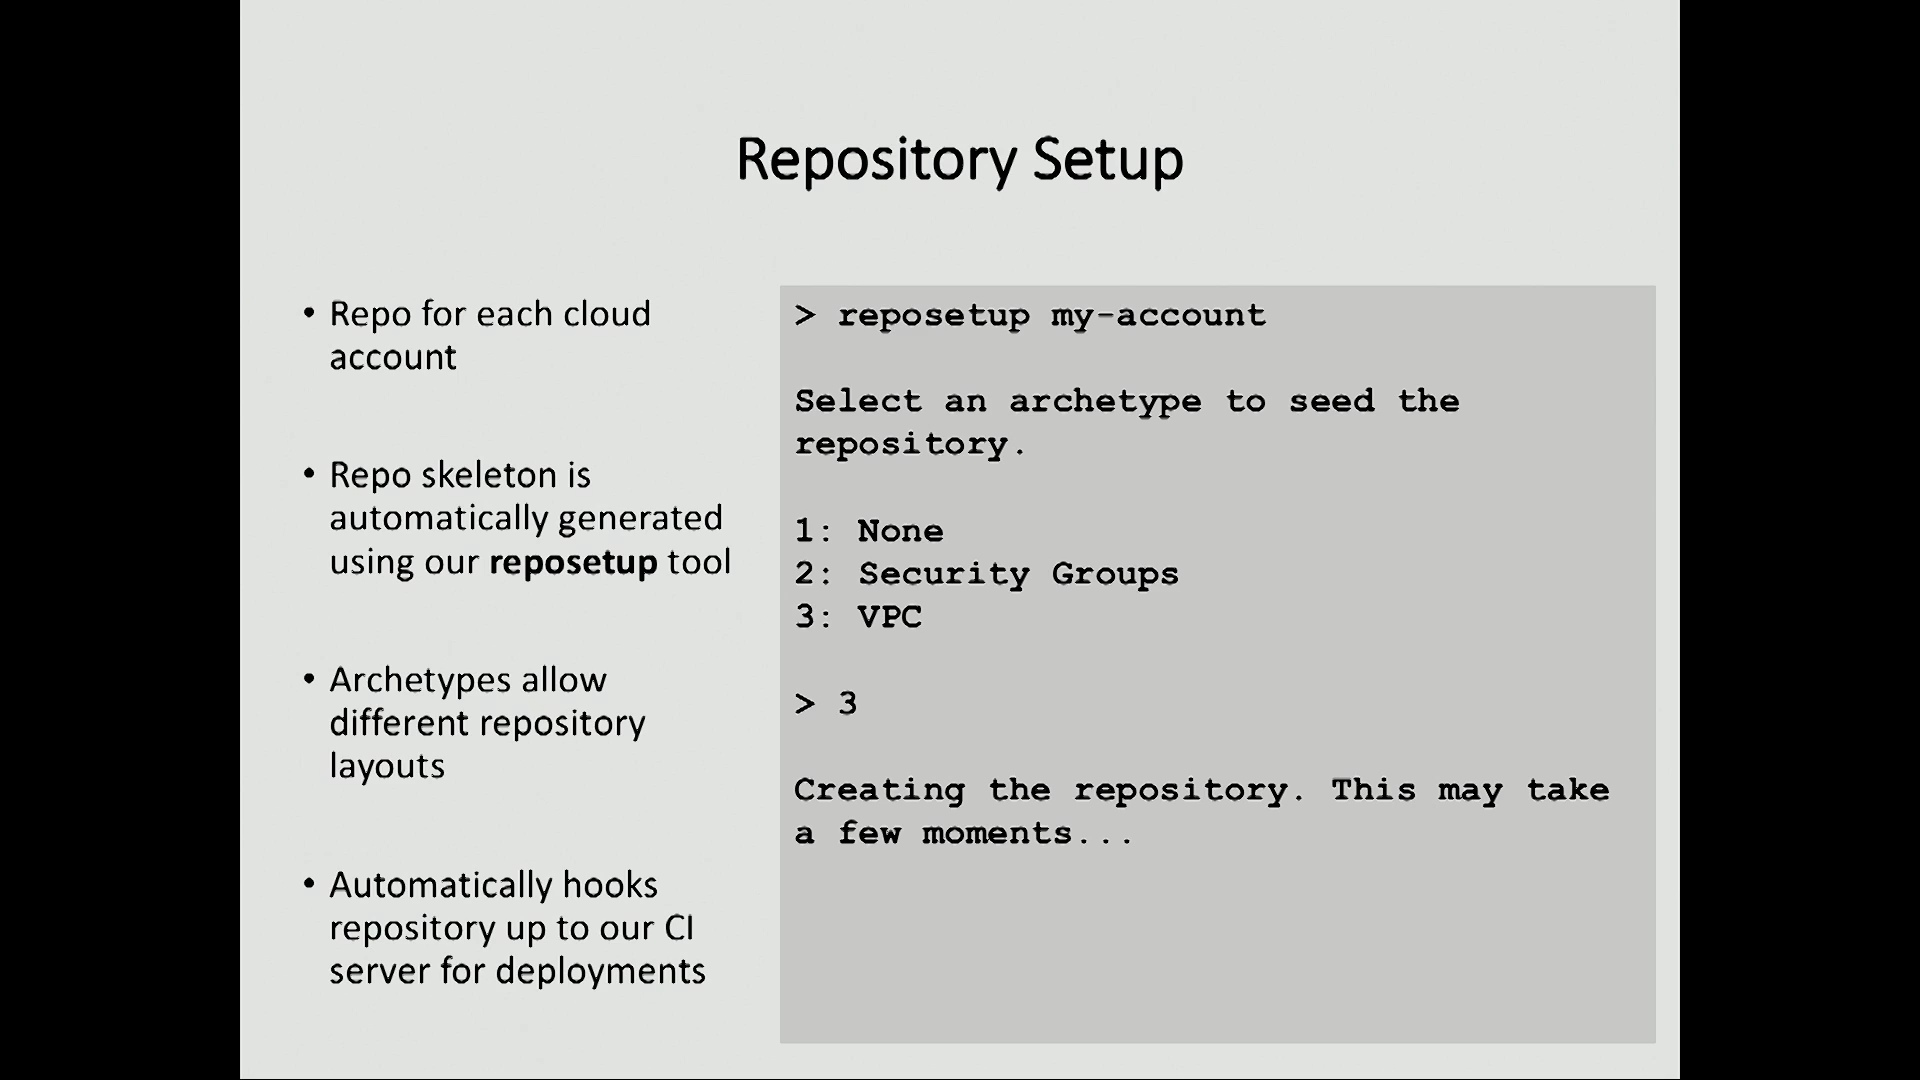 Repository Setup
• Repo for each cloud
account
• Repo skeleton is
automatically generated
using our reposetup tool
• Archetypes allow
different repository
layouts
• Automatically hooks
repository up to our CI
server for deployments
> reposetup my-account
Select an archetype to seed the
repository.
1: None
2: Security Groups
3: VPC
> 3
Creating the repository. This may take
a few moments...